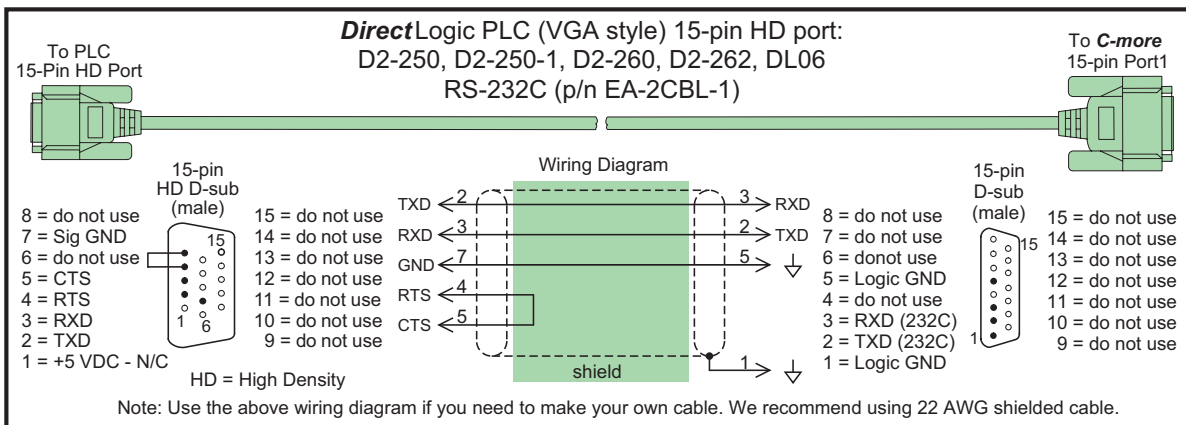 DirectLogic PLC (VGA style) 15-pin HD port:
D2-250, D2-250-1, D2-260, D2-262, DL06
RS-232C (p/n EA-2CBL-1)
To PLC
15-Pin HD Port
To C-more
15-pin Port1
15-pin
HD D-sub
(male)
8 = do not use
7 = Sig GND
6 = do not use
5 = CTS
4 = RTS
3 = RXD
2 = TXD
1 = +5 VDC - N/C
15
1
6
HD = High Density
15 = do not use
14 = do not use
13 = do not use
12 = do not use
11 = do not use
10 = do not use
9 = do not use
Wiring Diagram
TXD 2 3 RXD
RXD 3 2 TXD
GND 7 5
RTS 4
CTS 5
1
shield
15-pin
D-sub
(male)
8 = do not use
7 = do not use
6 = donot use
5 = Logic GND
4 = do not use
3 = RXD (232C)
2 = TXD (232C)
1 = Logic GND
15
1
15 = do not use
14 = do not use
13 = do not use
12 = do not use
11 = do not use
10 = do not use
9 = do not use
Note: Use the above wiring diagram if you need to make your own cable. We recommend using 22 AWG shielded cable.